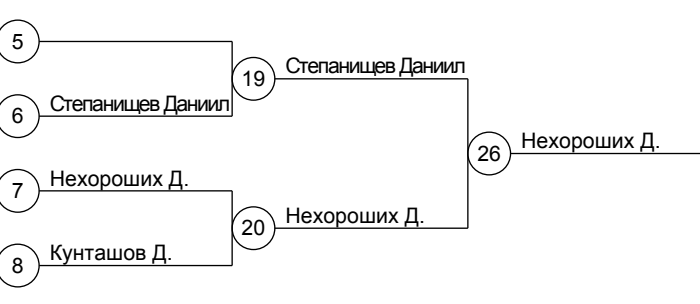 5
19 Степанищев Даниил
6 Степанищев Даниил
26 Нехороших Д.
7 Нехороших Д.
20 Нехороших Д.
8 Кунташов Д.